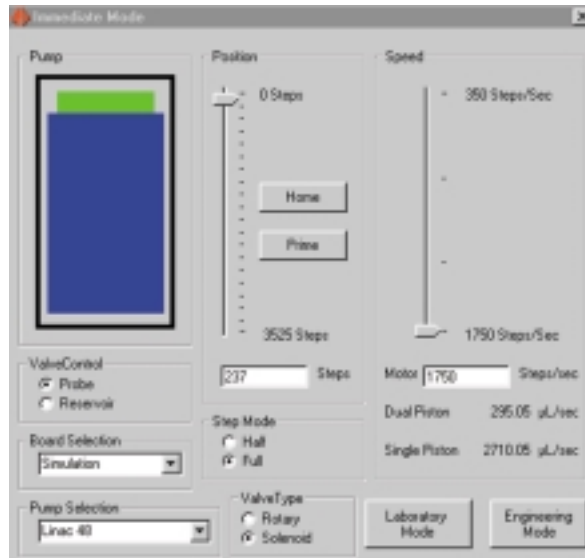 Immediate Mode
Pump
Position
Speed
0 Steps
350 Steps/Sec
Home
Prime
3525 Steps
1750 Steps/Sec
237 Steps
Motor 1750 Steps/sec
ValveControl
Probe
Reservoir
Dual Piston 295.05 µL/sec
Step Mode
Half
Full
Single Piston 2710.05 µL/sec
Board Selection
Simulation
Pump Selection
Linac 48
ValveType
Rotary
Solenoid
Laboratory
Mode
Engineering
Mode